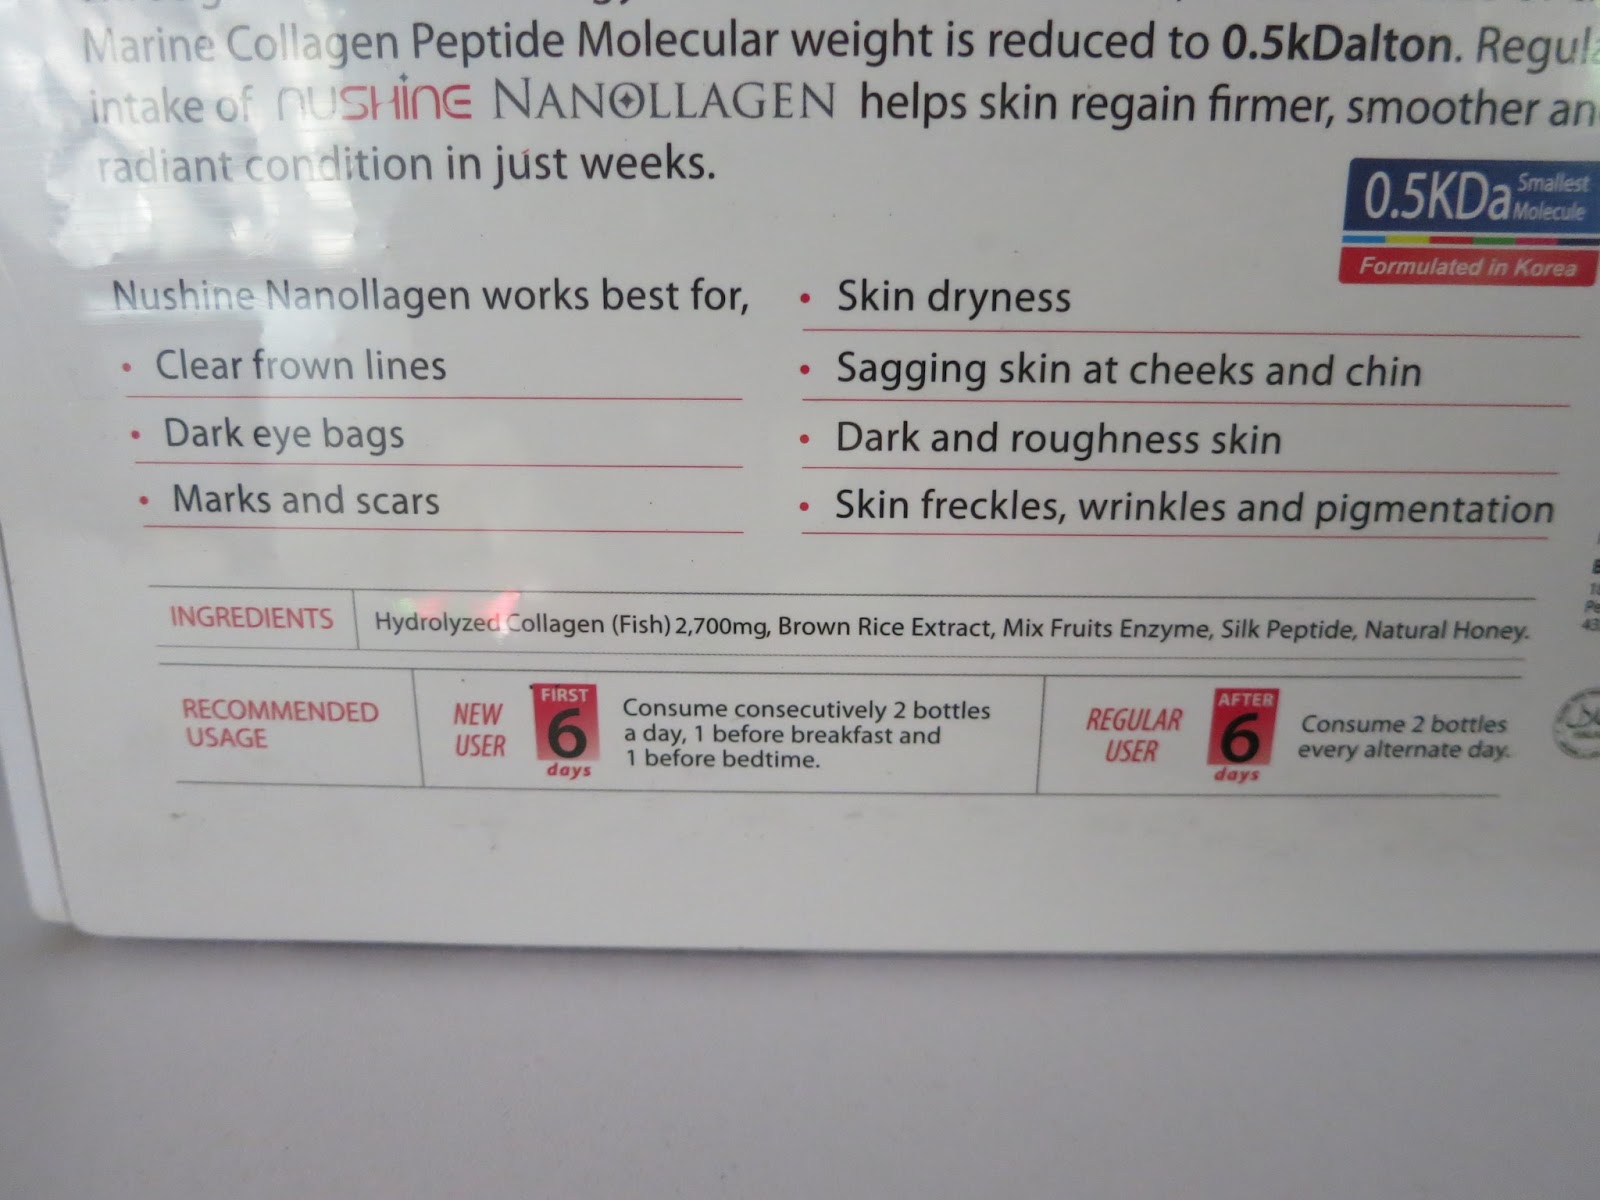 Marine Collagen Peptide Molecular weight is reduced to 0.5kDalton.
intake of nuSHinE NANOLLAGEN helps skin regain firmer, smoother
radiant condition in just weeks.
0.5KDa Smallest
Molecule
Formulated in Korea
Nushine Nanollagen works best for,
• Clear frown lines
• Dark eye bags
• Marks and scars
• Skin dryness
• Sagging skin at cheeks and chin
• Dark and roughness skin
• Skin freckles, wrinkles and pigmentation
INGREDIENTS
Hydrolyzed Collagen (Fish) 2,700mg, Brown Rice Extract, Mix Fruits Enzyme, Silk Peptide, Natural Honey.
RECOMMENDED
USAGE
NEW
USER
FIRST
6
days
Consume consecutively 2 bottles
a day, 1 before breakfast and
1 before bedtime.
REGULAR
USER
AFTER
6
days
Consume 2 bottles
every alternate day.